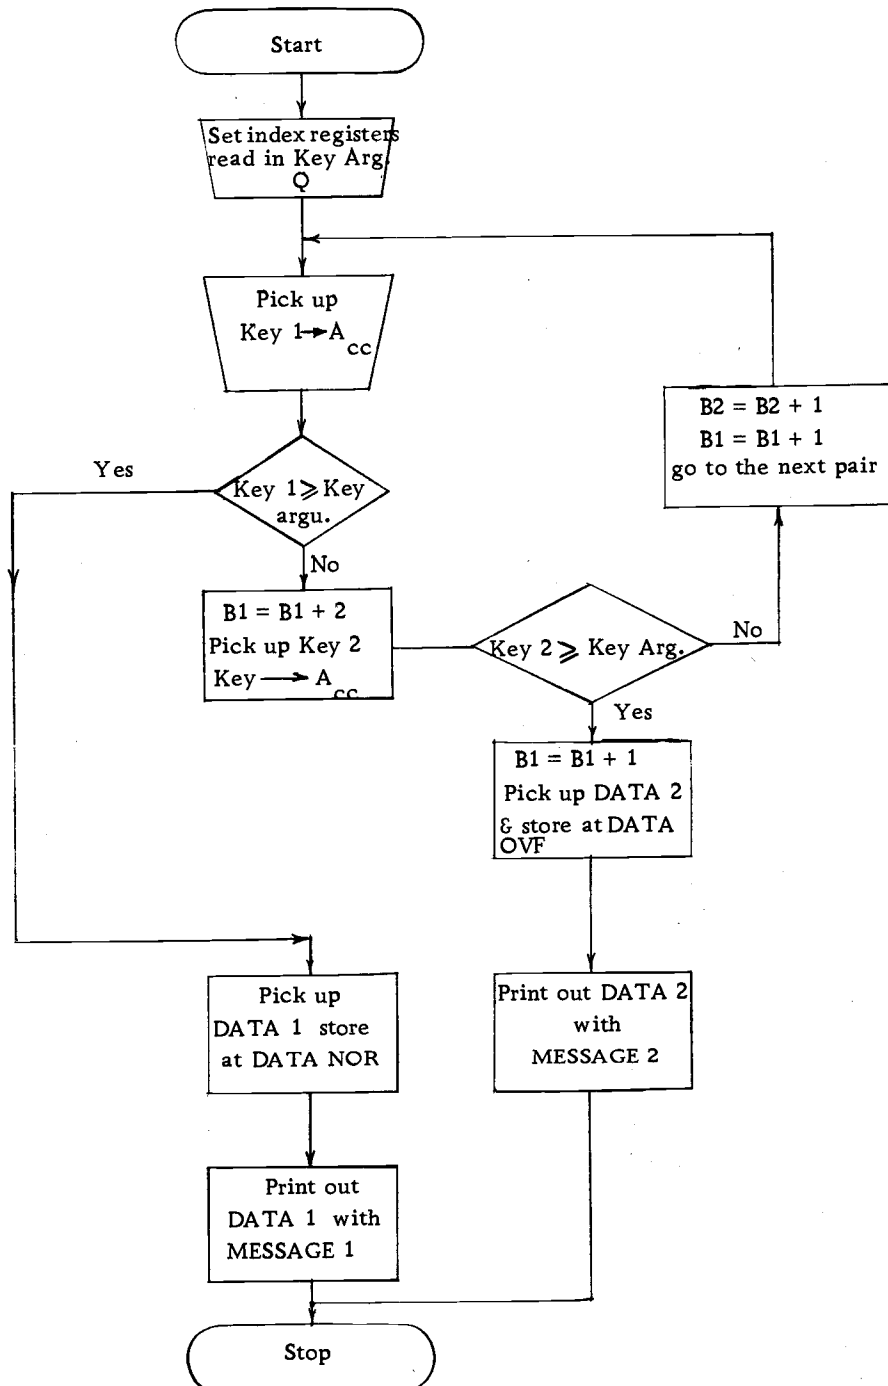 Start
Set index registers
read in Key Arg.
Q
Pick up
Key 1→A
cc
B2 = B2 + 1
B1 = B1 + 1
go to the next pair
Yes
Key 1⩾Key
argu.
No
B1 = B1 + 2
Pick up Key 2
Key → A
cc
Key 2 ⩾ Key Arg.
No
Yes
B1 = B1 + 1
Pick up DATA 2
& store at DATA
OVF
Pick up
DATA 1 store
at DATA NOR
Print out DATA 2
with
MESSAGE 2
Print out
DATA 1 with
MESSAGE 1
Stop